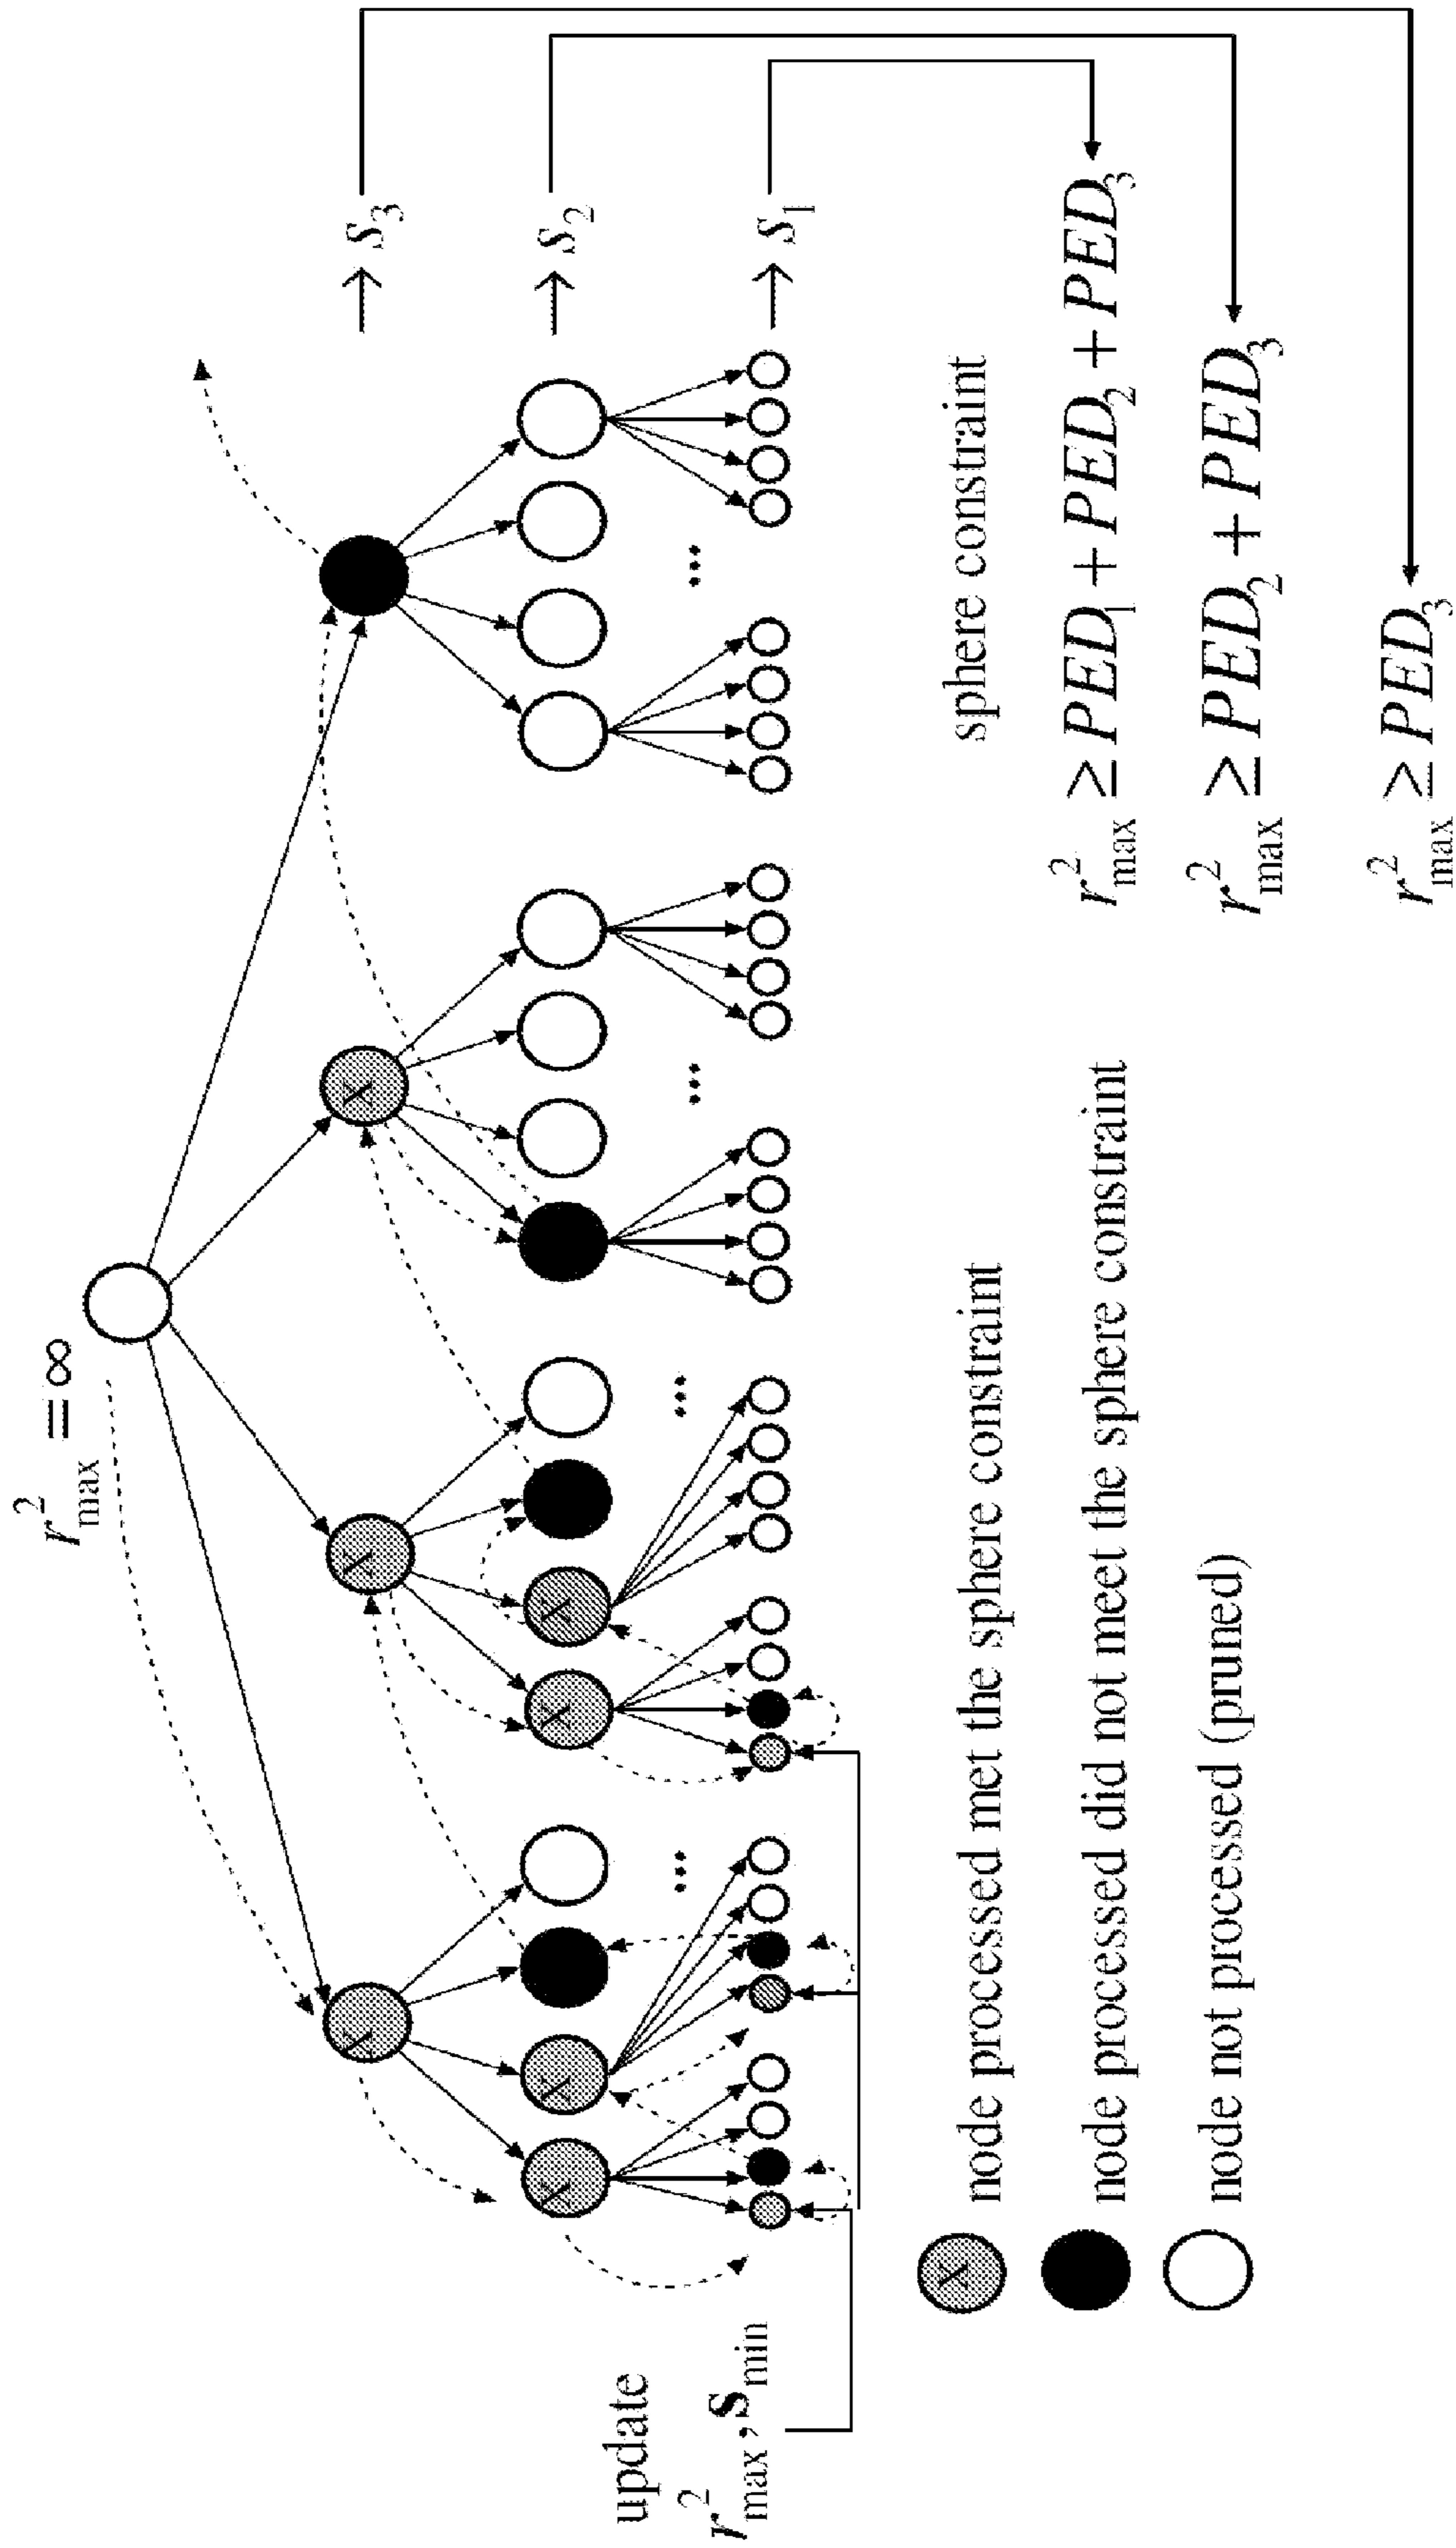 r²max = ∞
→ s₃
→ s₂
→ s₁
x
x
x
x
x
x
x
...
...
...
...
update
r²max, smin
sphere constraint
r²max ≥ PED₁ + PED₂ + PED₃
r²max ≥ PED₂ + PED₃
r²max ≥ PED₃
x node processed met the sphere constraint
node processed did not meet the sphere constraint
node not processed (pruned)